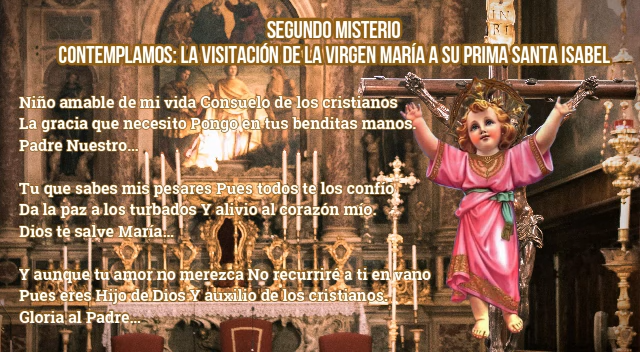 IN
RI
SEGUNDO MISTERIO
CONTEMPLAMOS: LA VISITACIÓN DE LA VIRGEN MARÍA A SU PRIMA SANTA ISABEL
Niño amable de mi vida Consuelo de los cristianos
La gracia que necesito Pongo en tus benditas manos.
Padre Nuestro...
Tu que sabes mis pesares Pues todos te los confío
Da la paz a los turbados Y alivio al corazón mío.
Dios te salve María...
Y aunque tu amor no merezca No recurriré a ti en vano
Pues eres Hijo de Dios Y auxilio de los cristianos.
Gloria al Padre...